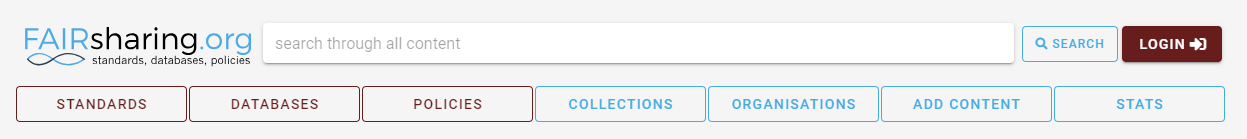 FAIRsharing.org
standards, databases, policies
search through all content
SEARCH
LOGIN
STANDARDS
DATABASES
POLICIES
COLLECTIONS
ORGANISATIONS
ADD CONTENT
STATS